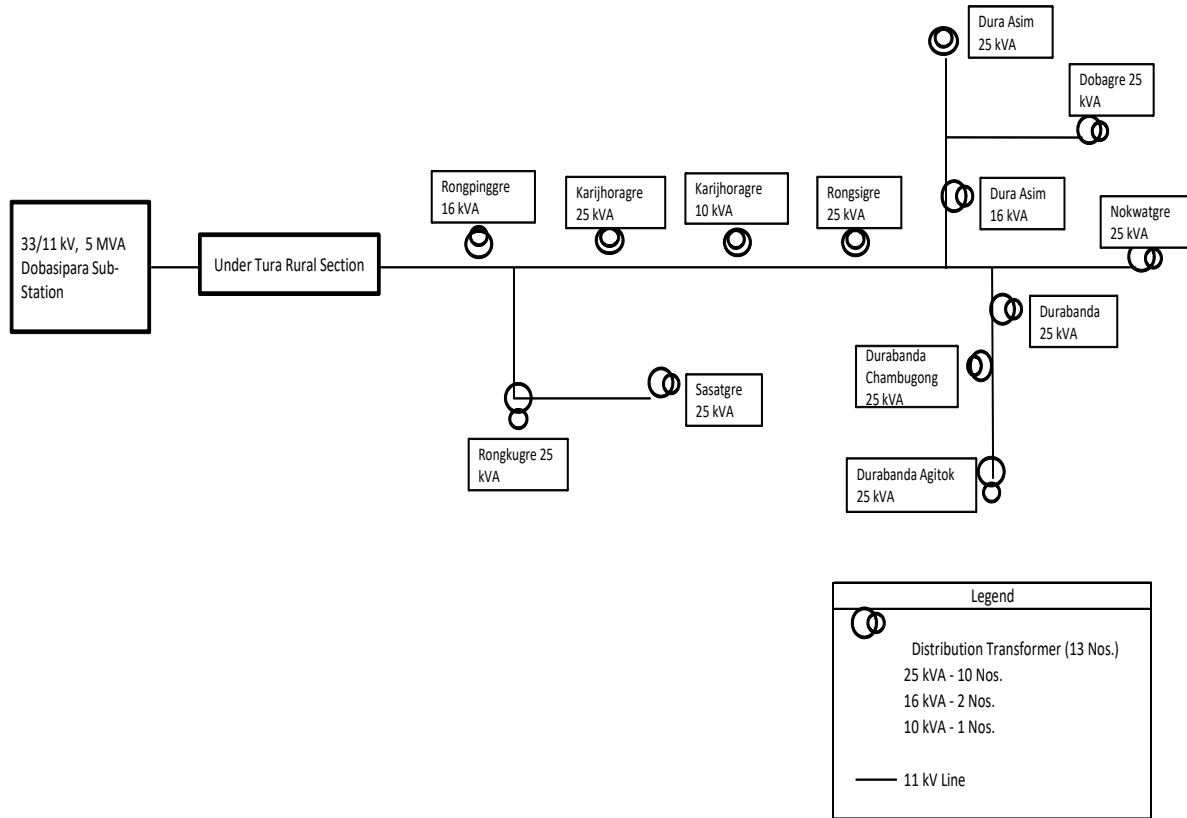 Dura Asim
25 kVA
Dobagre 25
kVA
Rongpinggre
16 kVA
Karijhoragre
25 kVA
Karijhoragre
10 kVA
Rongsigre
25 kVA
Dura Asim
16 kVA
Nokwatgre
25 kVA
33/11 kV, 5 MVA
Dobasipara Sub-
Station
Under Tura Rural Section
Durabanda
25 kVA
Durabanda
Chambugong
25 kVA
Sasatgre
25 kVA
Rongkugre 25
kVA
Durabanda Agitok
25 kVA
Legend
Distribution Transformer (13 Nos.)
25 kVA - 10 Nos.
16 kVA - 2 Nos.
10 kVA - 1 Nos.
11 kV Line